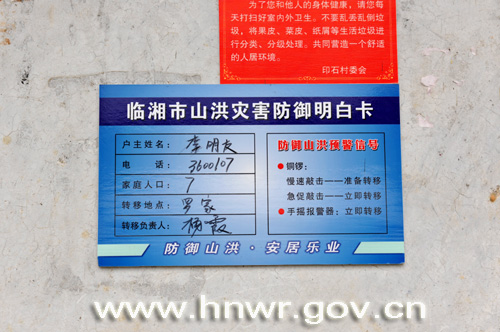 为了您和他人的身体健康，请您每
天打扫好室内外卫生。不要乱丢乱倒垃
圾，将果皮、菜皮、纸屑等生活垃圾进
行分类、分级处理。共同营造一个舒适
的人居环境。
印石村委会
临湘市山洪灾害防御明白卡
户主姓名：李明友
电 话：3600107
家庭人口：7
转移地点：罗家
转移负责人：杨霞
防御山洪预警信号
●铜锣：
慢速敲击——准备转移
急促敲击——立即转移
●手摇报警器：立即转移
防御山洪·安居乐业
www.hnwr.gov.cn